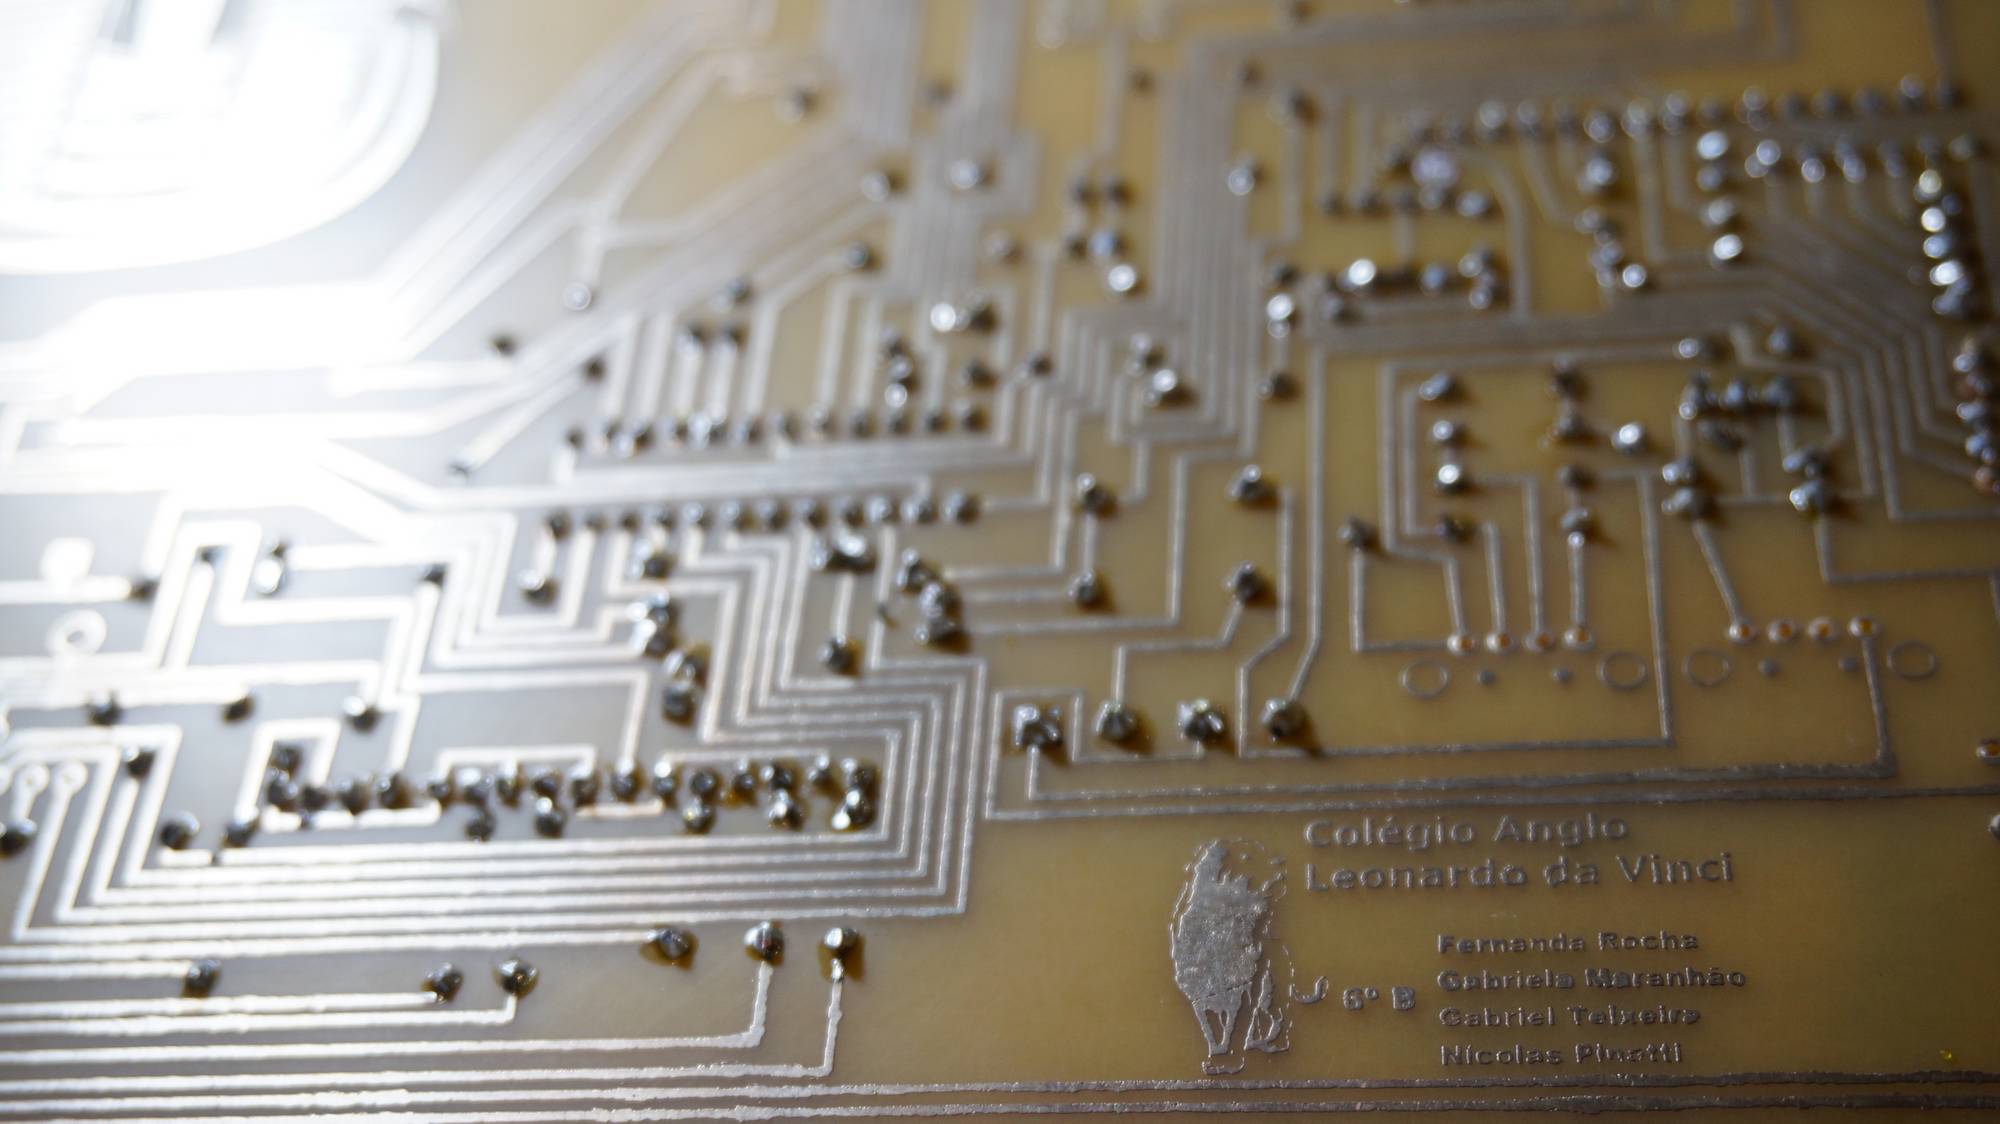 Colégio Anglo
Leonardo da Vinci
Fernanda Rocha
Gabriela Maranhão
6º B
Gabriel Teixeira
Nicolas Pinatti